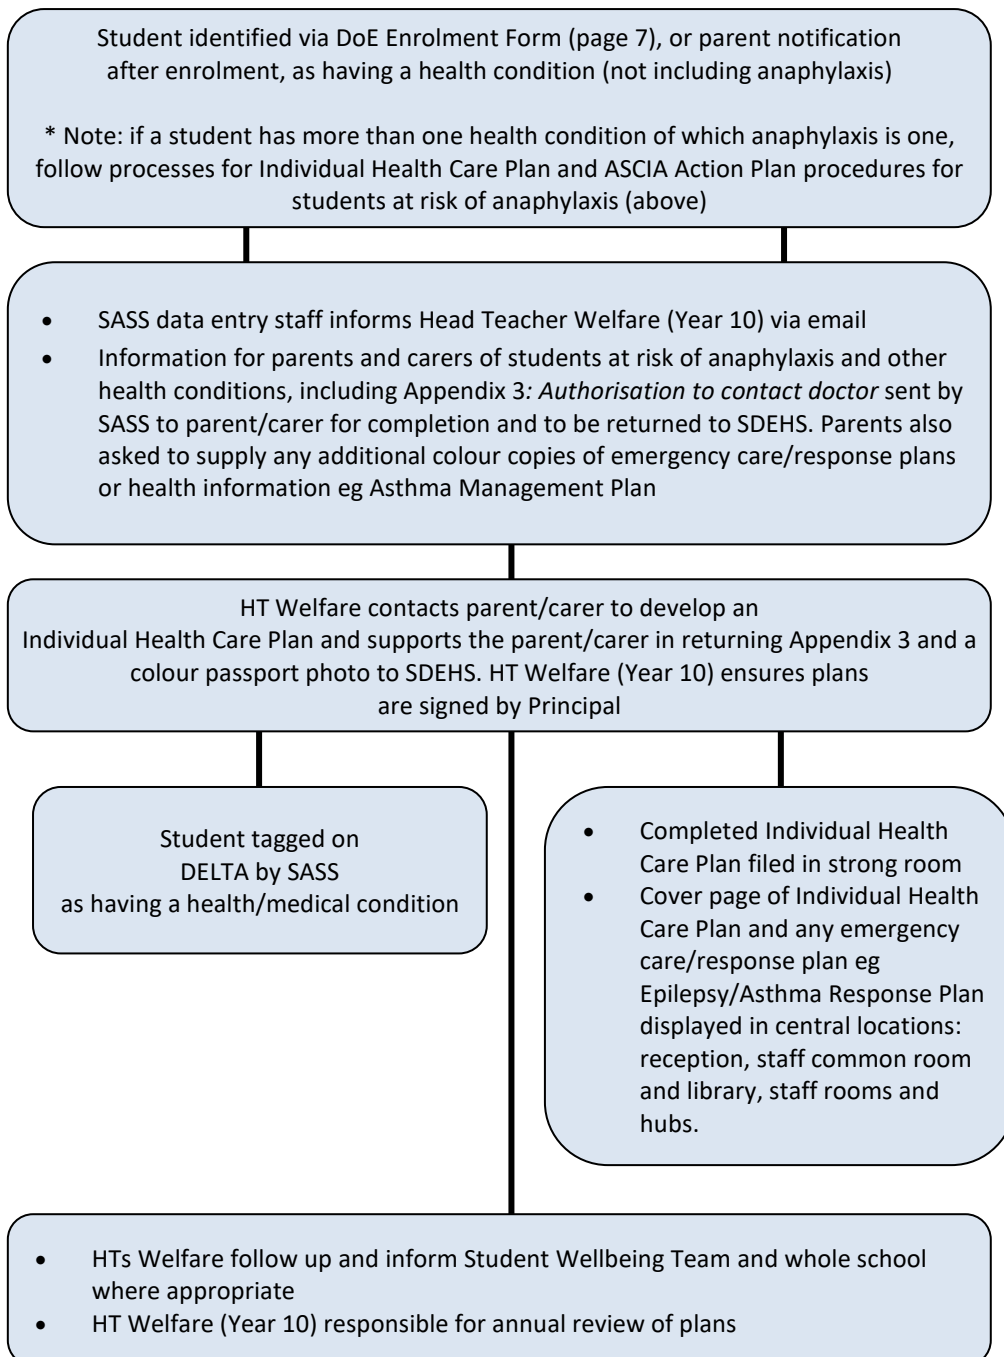 Student identified via DoE Enrolment Form (page 7), or parent notification
after enrolment, as having a health condition (not including anaphylaxis)
* Note: if a student has more than one health condition of which anaphylaxis is one,
follow processes for Individual Health Care Plan and ASCIA Action Plan procedures for
students at risk of anaphylaxis (above)
• SASS data entry staff informs Head Teacher Welfare (Year 10) via email
• Information for parents and carers of students at risk of anaphylaxis and other
health conditions, including Appendix 3: Authorisation to contact doctor sent by
SASS to parent/carer for completion and to be returned to SDEHS. Parents also
asked to supply any additional colour copies of emergency care/response plans
or health information eg Asthma Management Plan
HT Welfare contacts parent/carer to develop an
Individual Health Care Plan and supports the parent/carer in returning Appendix 3 and a
colour passport photo to SDEHS. HT Welfare (Year 10) ensures plans
are signed by Principal
Student tagged on
DELTA by SASS
as having a health/medical condition
• Completed Individual Health
Care Plan filed in strong room
• Cover page of Individual Health
Care Plan and any emergency
care/response plan eg
Epilepsy/Asthma Response Plan
displayed in central locations:
reception, staff common room
and library, staff rooms and
hubs.
• HTs Welfare follow up and inform Student Wellbeing Team and whole school
where appropriate
• HT Welfare (Year 10) responsible for annual review of plans